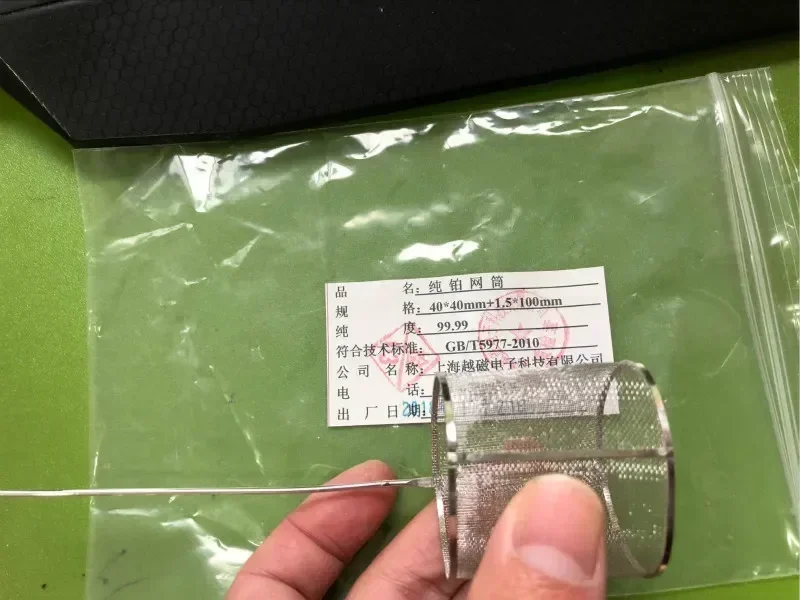 品 名: 纯 铂 网 筒
规 格: 40*40mm+1.5*100mm
纯 度: 99.99
符合技术标准: GB/T5977-2010
公 司 名 称: 上海越磁电子科技有限公司
电 话:
出 厂 日 期: